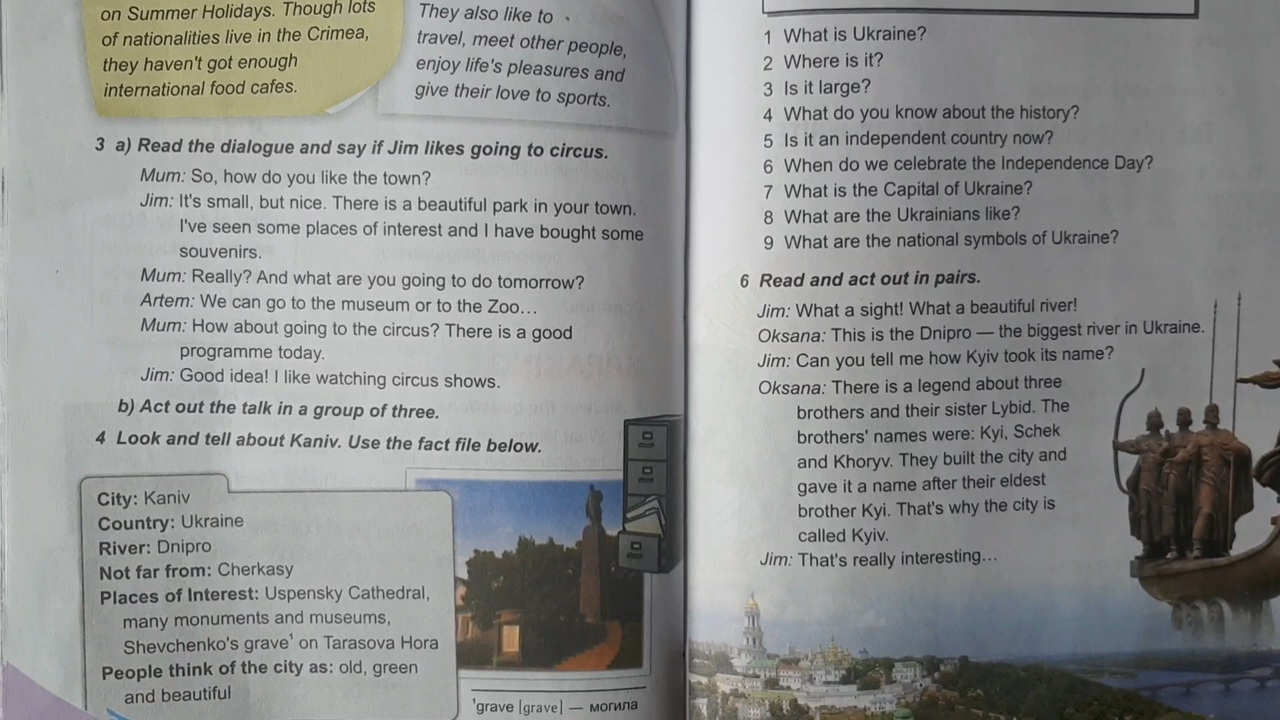 on Summer Holidays. Though lots
of nationalities live in the Crimea,
they haven't got enough
international food cafes.
They also like to
travel, meet other people,
enjoy life's pleasures and
give their love to sports.
3 a) Read the dialogue and say if Jim likes going to circus.
Mum: So, how do you like the town?
Jim: It's small, but nice. There is a beautiful park in your town.
I've seen some places of interest and I have bought some
souvenirs.
Mum: Really? And what are you going to do tomorrow?
Artem: We can go to the museum or to the Zoo...
Mum: How about going to the circus? There is a good
programme today.
Jim: Good idea! I like watching circus shows.
b) Act out the talk in a group of three.
4 Look and tell about Kaniv. Use the fact file below.
City: Kaniv
Country: Ukraine
River: Dnipro
Not far from: Cherkasy
Places of Interest: Uspensky Cathedral,
many monuments and museums,
Shevchenko's grave¹ on Tarasova Hora
People think of the city as: old, green
and beautiful
¹grave [grave] — могила
1 What is Ukraine?
2 Where is it?
3 Is it large?
4 What do you know about the history?
5 Is it an independent country now?
6 When do we celebrate the Independence Day?
7 What is the Capital of Ukraine?
8 What are the Ukrainians like?
9 What are the national symbols of Ukraine?
6 Read and act out in pairs.
Jim: What a sight! What a beautiful river!
Oksana: This is the Dnipro — the biggest river in Ukraine.
Jim: Can you tell me how Kyiv took its name?
Oksana: There is a legend about three
brothers and their sister Lybid. The
brothers' names were: Kyi, Schek
and Khoryv. They built the city and
gave it a name after their eldest
brother Kyi. That's why the city is
called Kyiv.
Jim: That's really interesting...